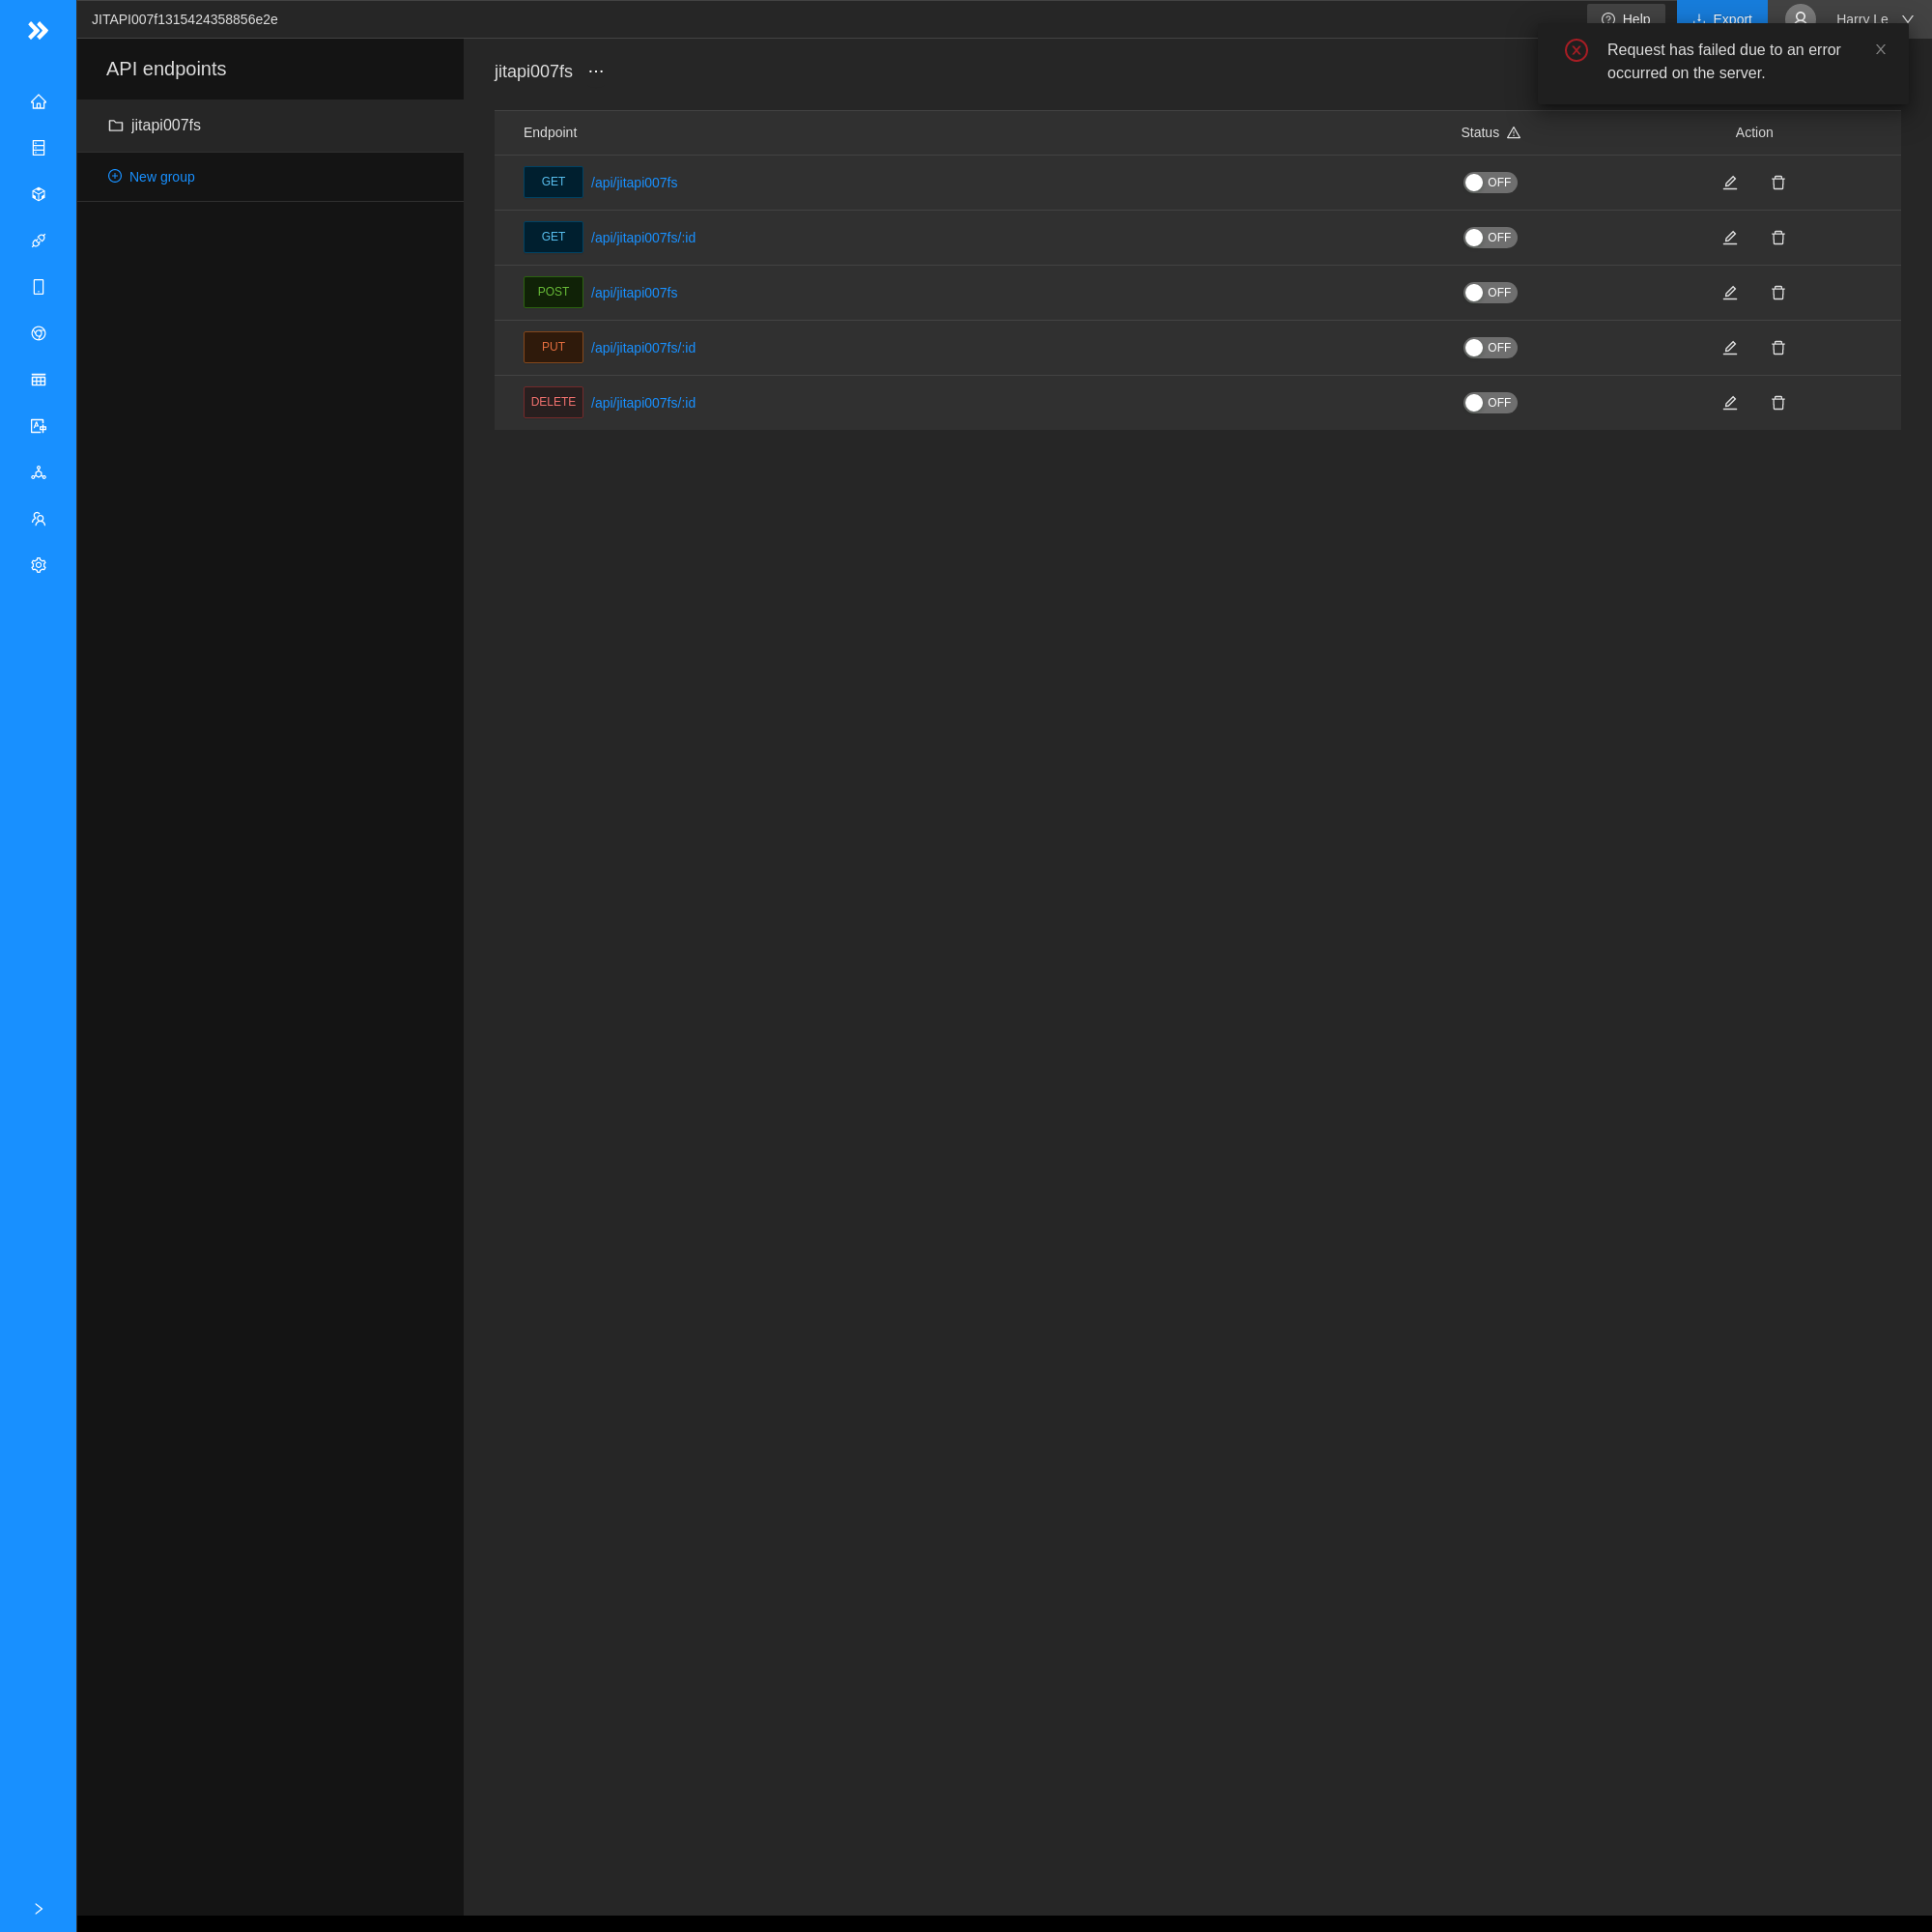 JITAPI007f1315424358856e2e
Help
Export
Harry Le
Request has failed due to an error
occurred on the server.
API endpoints
jitapi007fs
New group
jitapi007fs
Endpoint
Status
Action
GET /api/jitapi007fs OFF
GET /api/jitapi007fs/:id OFF
POST /api/jitapi007fs OFF
PUT /api/jitapi007fs/:id OFF
DELETE /api/jitapi007fs/:id OFF